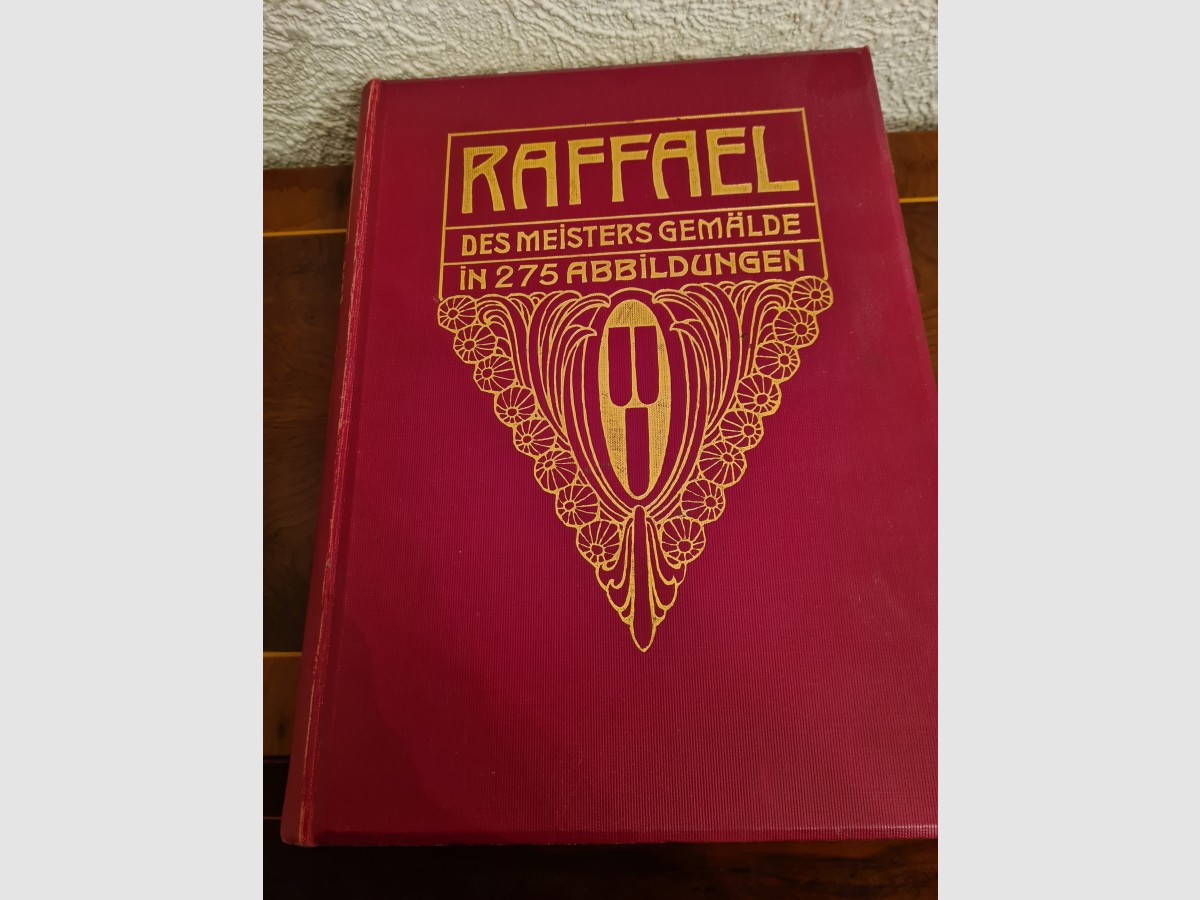 RAFFAEL
DES MEiSTERS GEMÄLDE
iN 275 ABBiLDUNGEN